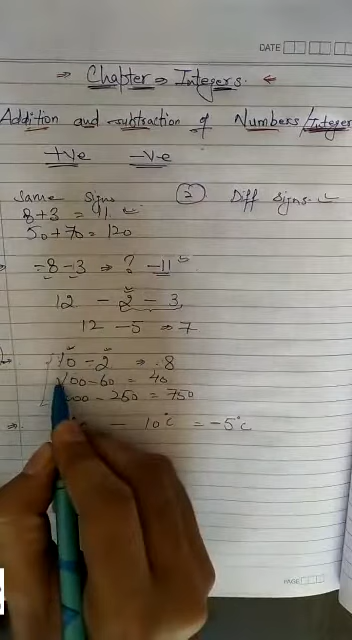 DATE
⇒ Chapter ⇒ Integers. ←
Addition and subtraction of Numbers/Integer
+Ve -Ve
Same Signs ② Diff Signs.
8+3 = 11
50+70= 120
-8-3 ⇒ ? -11
12 - 2 - 3
12 -5 ⇒ 7
10 -2 ⇒ 8
100-60 = 40
000 - 250 = 750
⇒ °c - 10°c = -5°c
PAGE